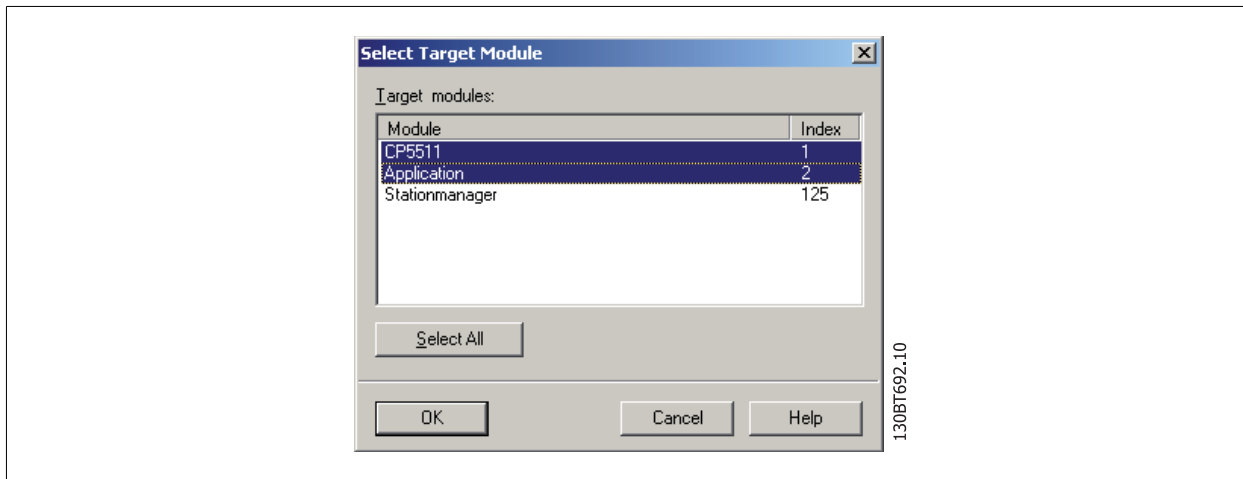 Select Target Module
Target modules:
Module Index
CP5511 1
Application 2
Stationmanager 125
Select All
OK Cancel Help
130BT692.10